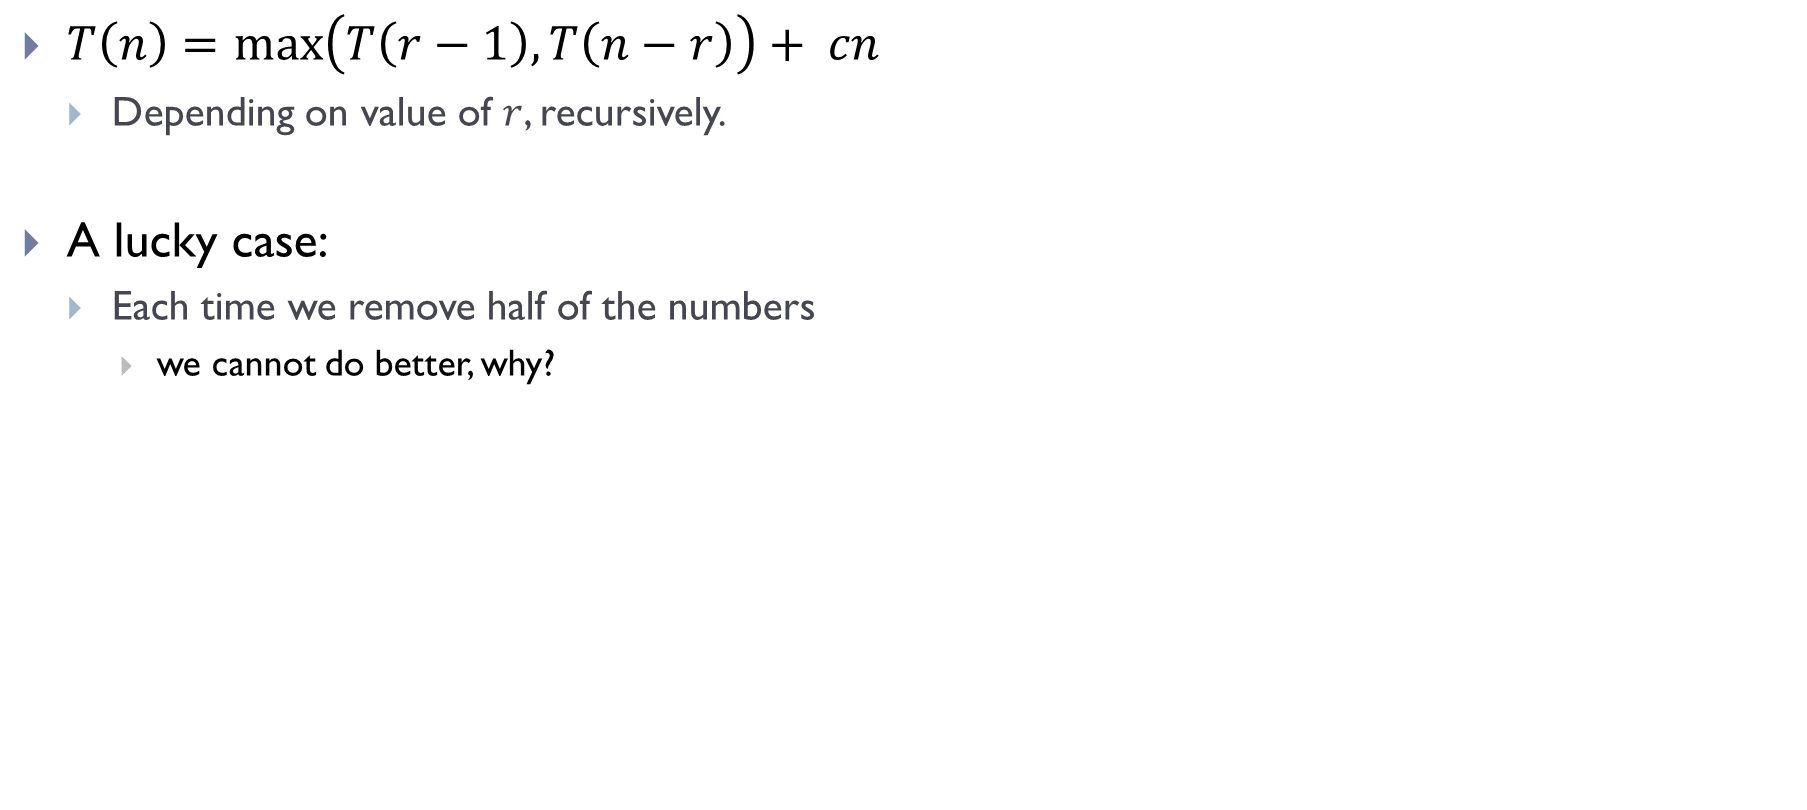 T(n) = max(T(r − 1), T(n − r)) + cn
Depending on value of r, recursively.
A lucky case:
Each time we remove half of the numbers
we cannot do better, why?